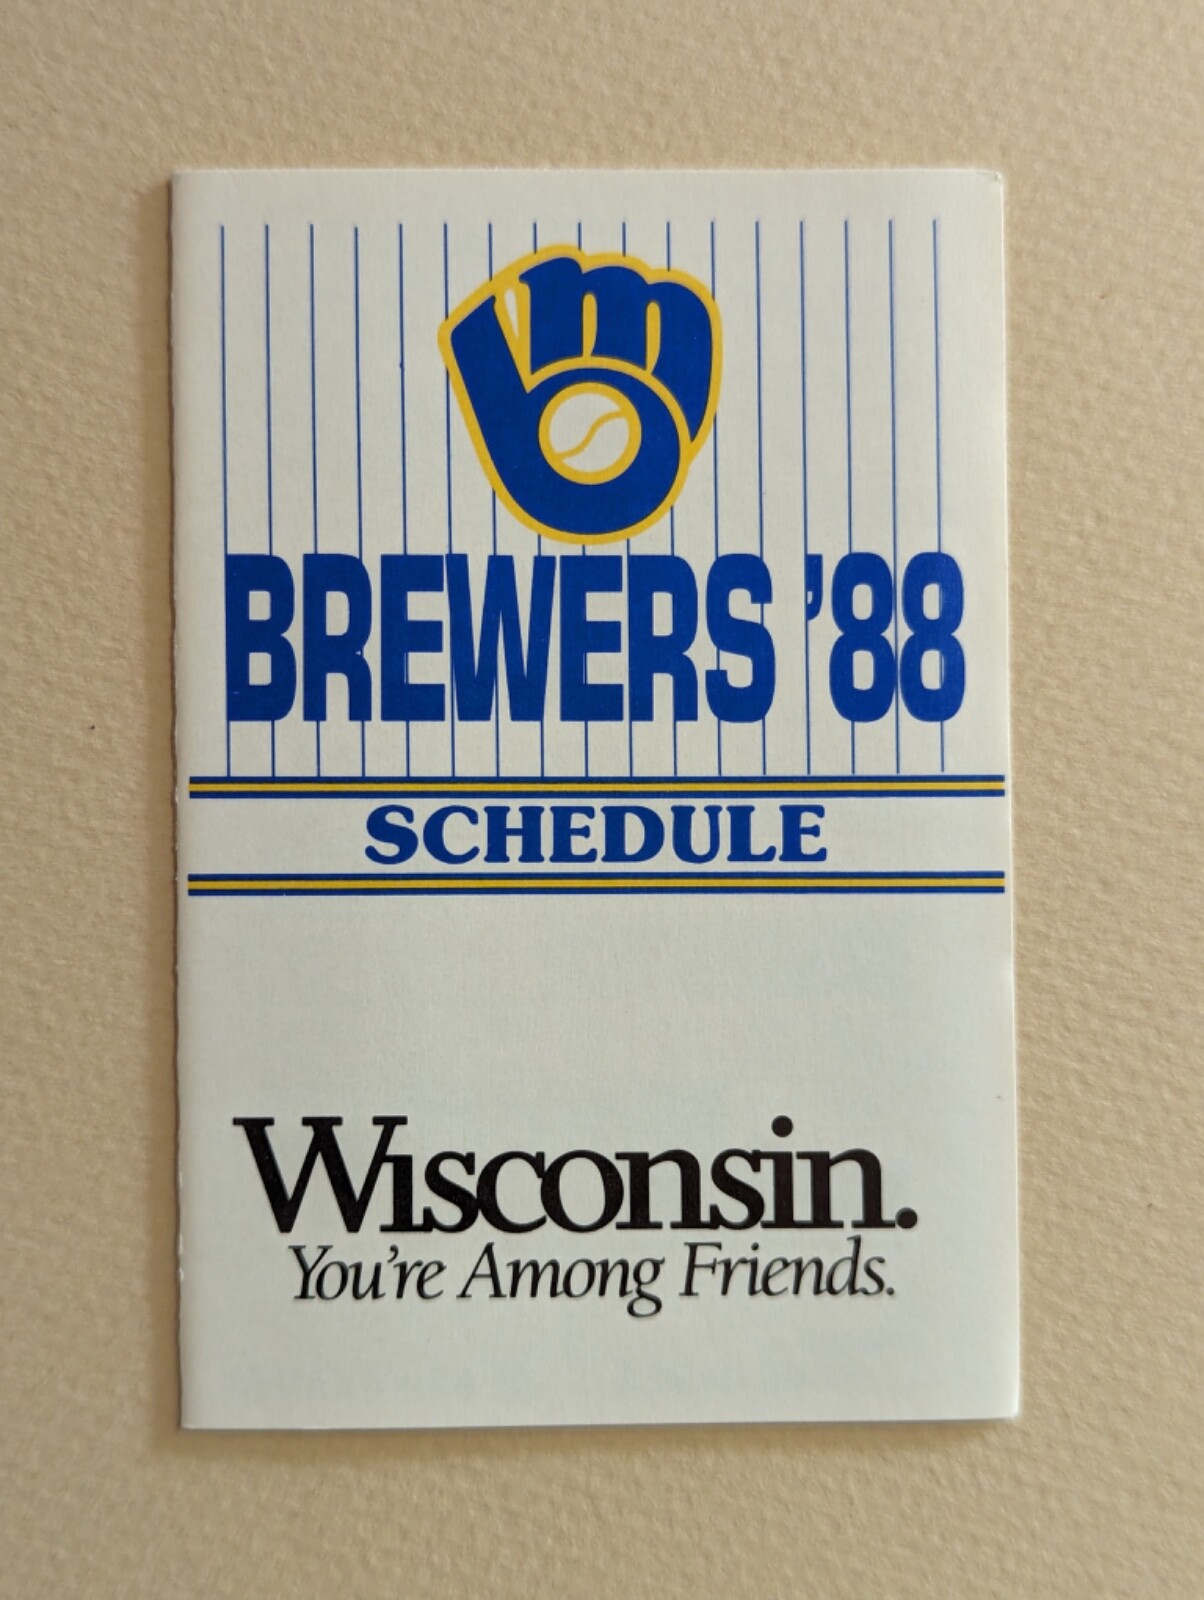 BREWERS '88
SCHEDULE
Wisconsin.
You're Among Friends.